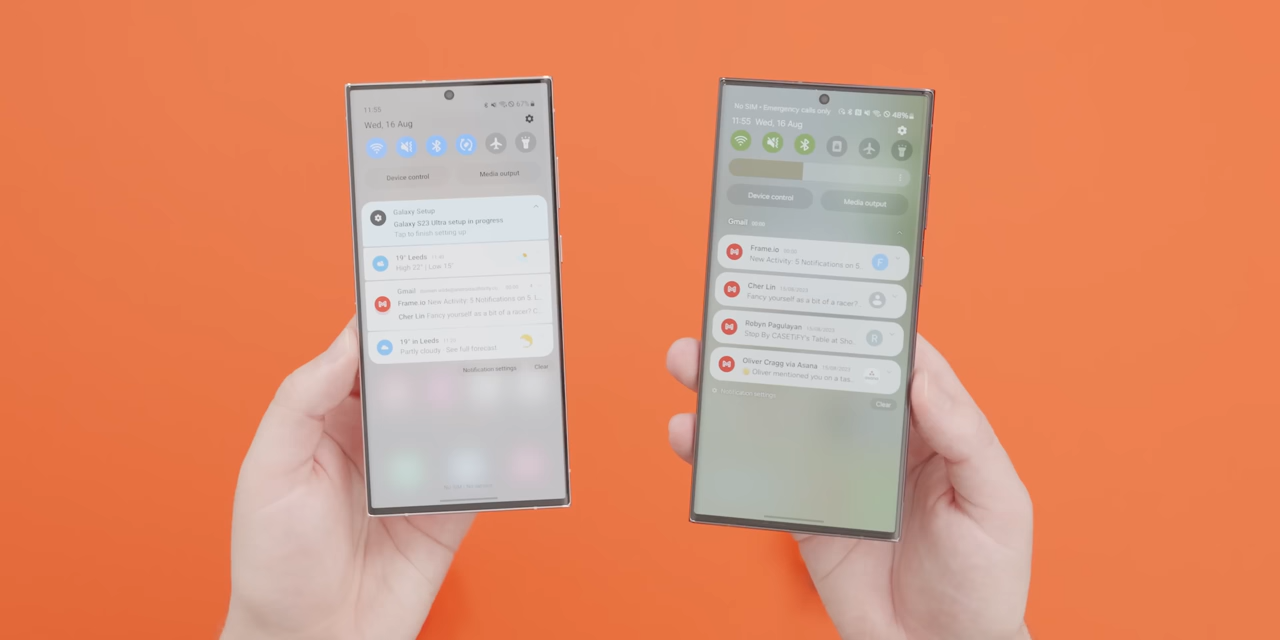 11:55
67%
Wed, 16 Aug
Device control
Media output
Galaxy Setup
Galaxy S23 Ultra setup in progress
Tap to finish setting up
19° Leeds
High 22° | Low 15°
Gmail
Frame.io New Activity: 5 Notifications on S
Cher Lin Fancy yourself as a bit of a racer?
19° in Leeds
Partly cloudy · See full forecast
Notification settings
Clear
No SIM • Emergency calls only
48%
11:55 Wed, 16 Aug
Device control
Media output
Gmail
Frame.io
New Activity: 5 Notifications on S
F
Cher Lin
Fancy yourself as a bit of a racer?
Robyn Pagulayan
Stop By CASETiFY's Table at Sho...
R
Oliver Cragg via Asana
Oliver mentioned you on a tas...
Notification settings
Clear